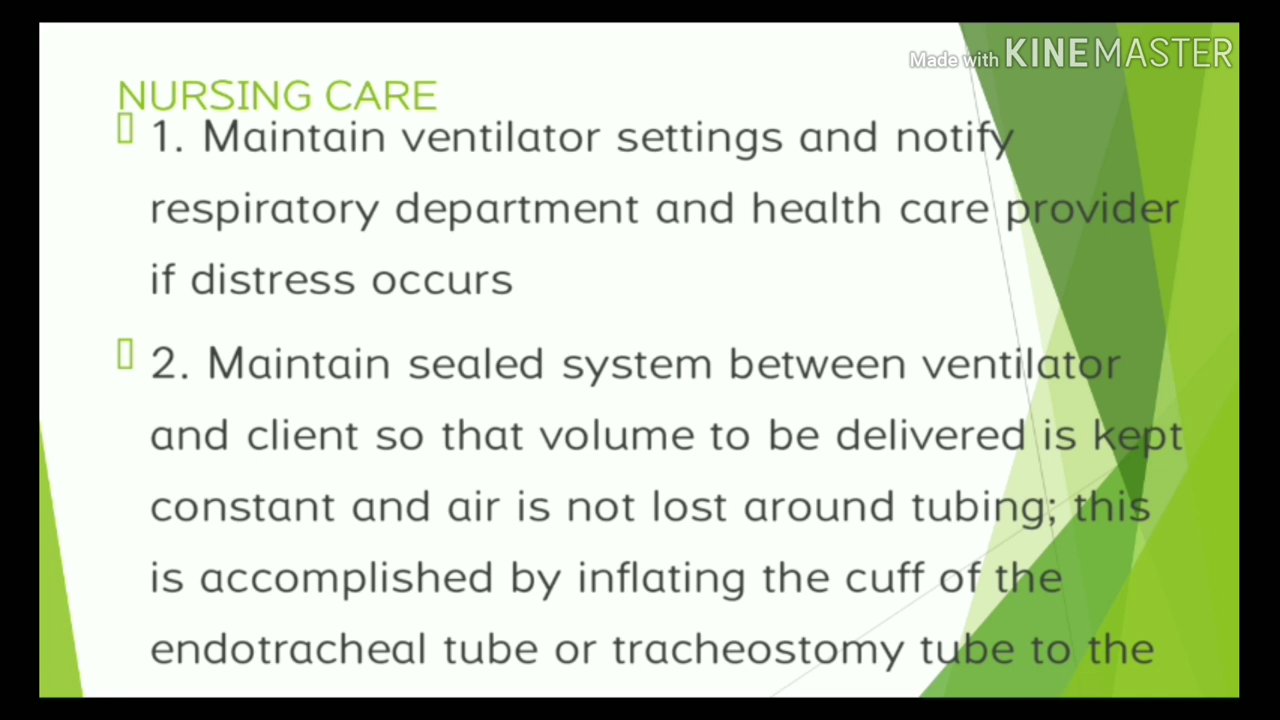 Made with KINEMASTER
NURSING CARE
1. Maintain ventilator settings and notify
respiratory department and health care provider
if distress occurs
2. Maintain sealed system between ventilator
and client so that volume to be delivered is kept
constant and air is not lost around tubing; this
is accomplished by inflating the cuff of the
endotracheal tube or tracheostomy tube to the